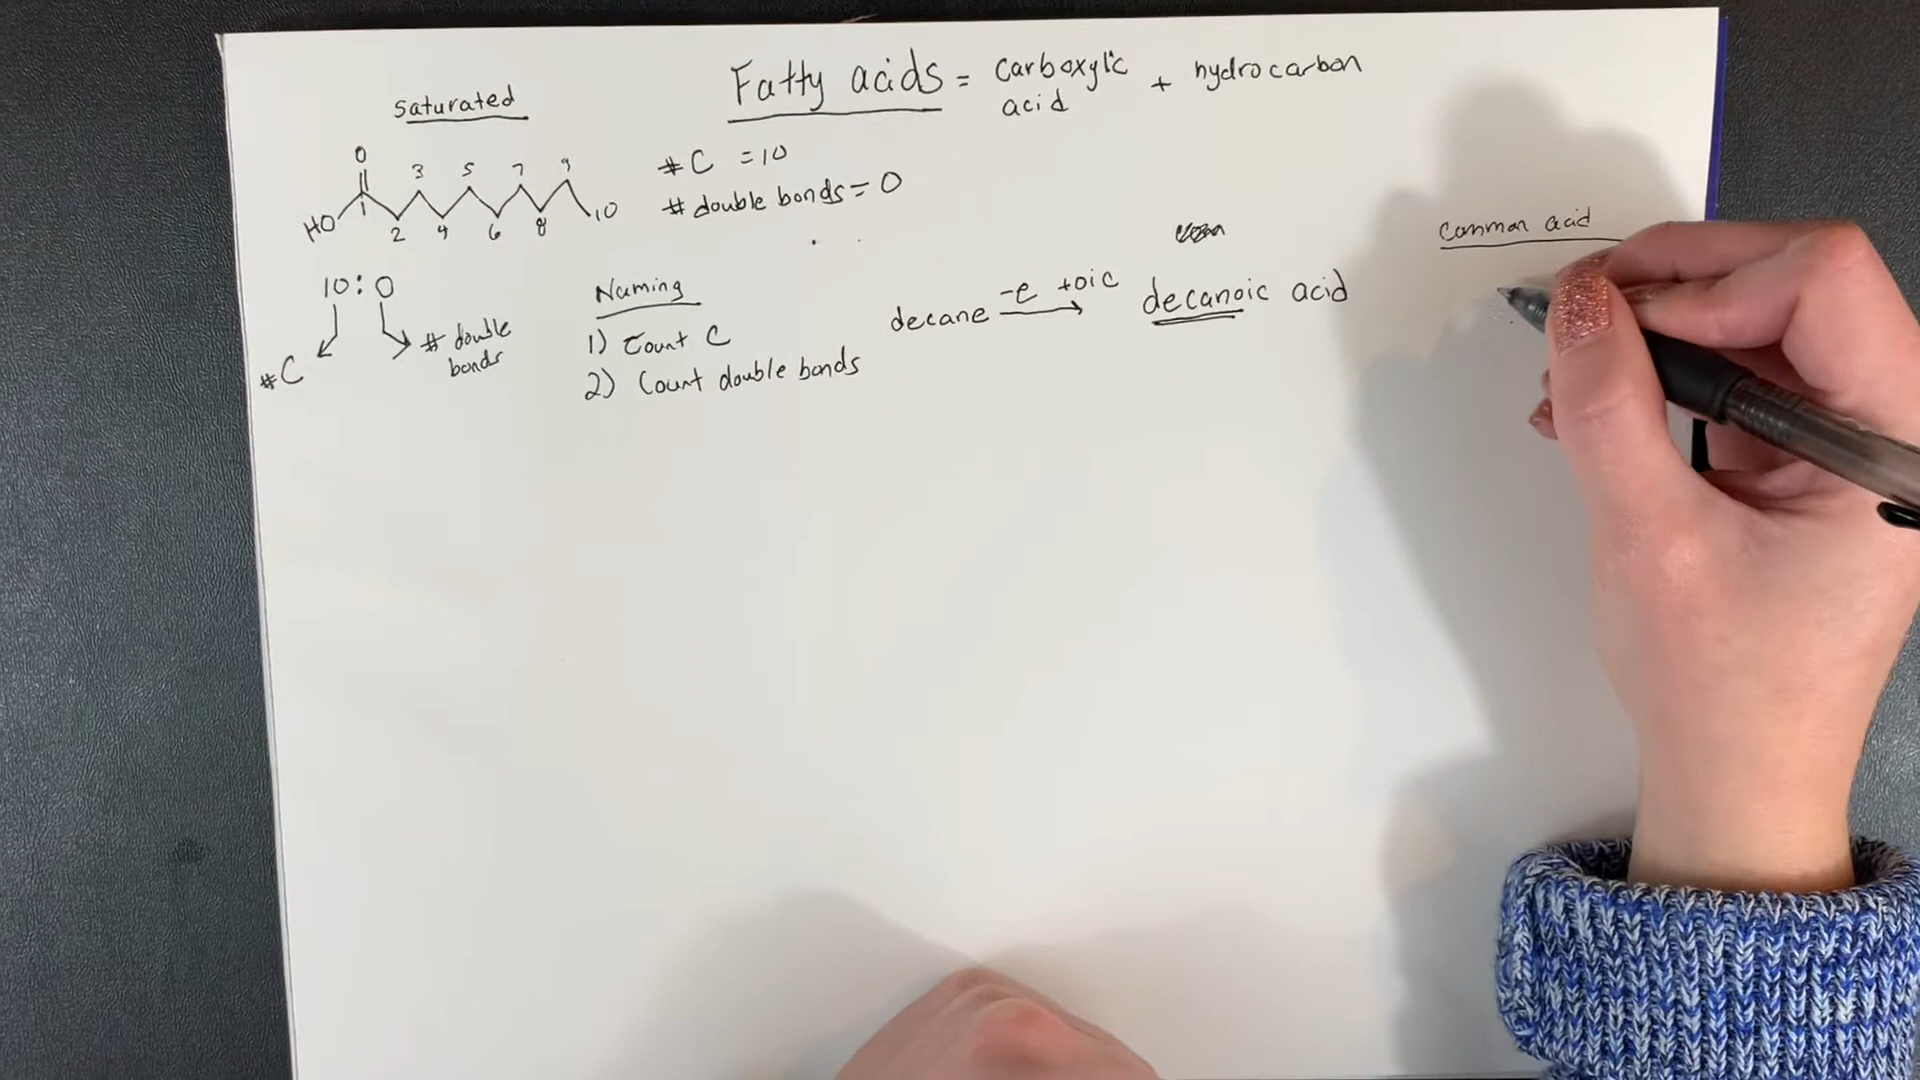 Fatty acids = carboxylic acid + hydrocarbon
saturated
O
HO
1
2
3
4
5
6
7
8
9
10
#C = 10
# double bonds = 0
10:0
#C
# double
bonds
Naming
1) Count C
2) Count double bonds
decane -e +oic decanoic acid
Common acid